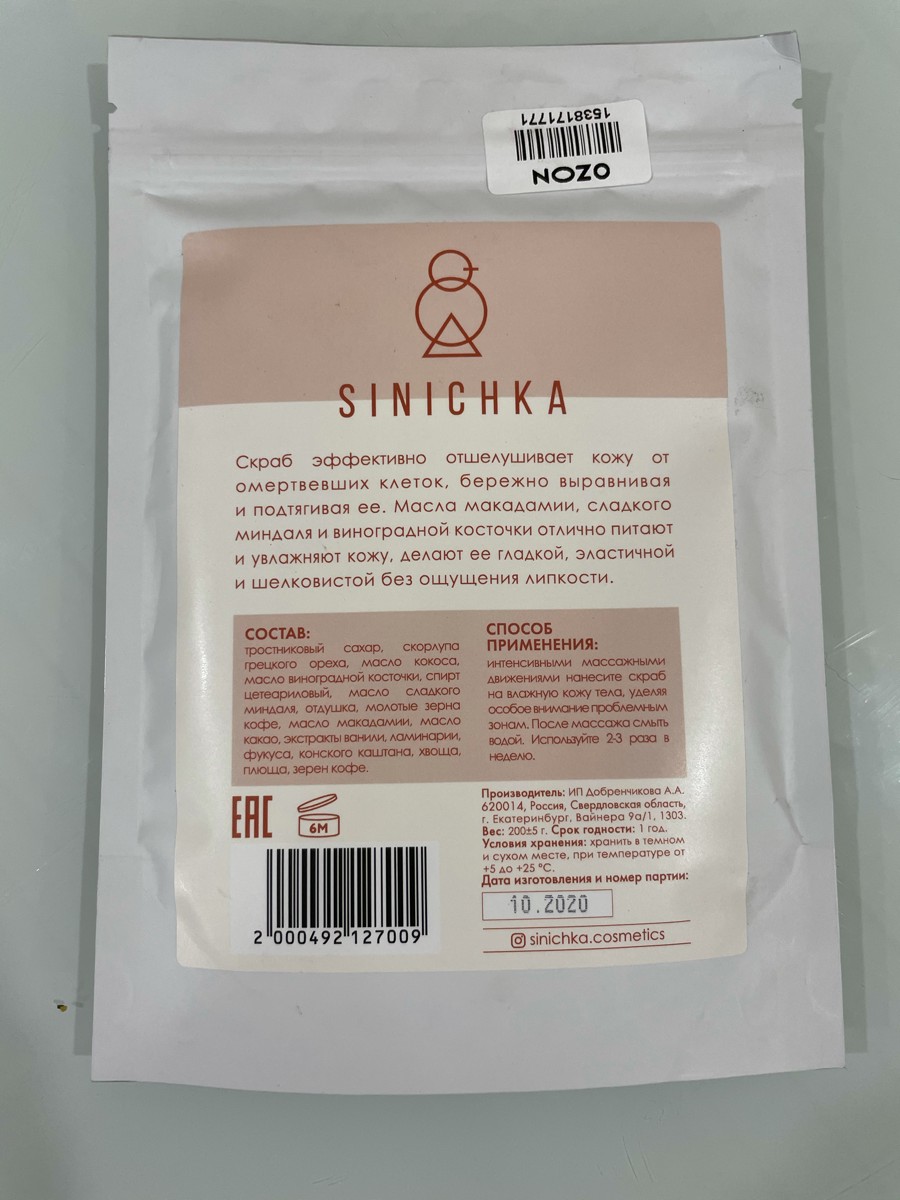 15381717771
OZON
SINICHKA
Скраб эффективно отшелушивает кожу от
омертвевших клеток, бережно выравнивая
и подтягивая ее. Масла макадамии, сладкого
миндаля и виноградной косточки отлично питают
и увлажняют кожу, делают ее гладкой, эластичной
и шелковистой без ощущения липкости.
СОСТАВ:
тростниковый сахар, скорлупа
грецкого ореха, масло кокоса,
масло виноградной косточки, спирт
цетеариловый, масло сладкого
миндаля, отдушка, молотые зерна
кофе, масло макадамии, масло
какао, экстракты ванили, ламинарии,
фукуса, конского каштана, хвоща,
плюща, зерен кофе.
СПОСОБ
ПРИМЕНЕНИЯ:
интенсивными массажными
движениями нанесите скраб
на влажную кожу тела, уделяя
особое внимание проблемным
зонам. После массажа смыть
водой. Используйте 2-3 раза в
неделю.
EAC
6M
Производитель: ИП Добренчикова А.А.
620014, Россия, Свердловская область,
г. Екатеринбург, Вайнера 9а/1, 1303.
Вес: 200±5 г. Срок годности: 1 год.
Условия хранения: хранить в темном
и сухом месте, при температуре от
+5 до +25 °С.
Дата изготовления и номер партии:
10.2020
sinichka.cosmetics
2 000492 127009